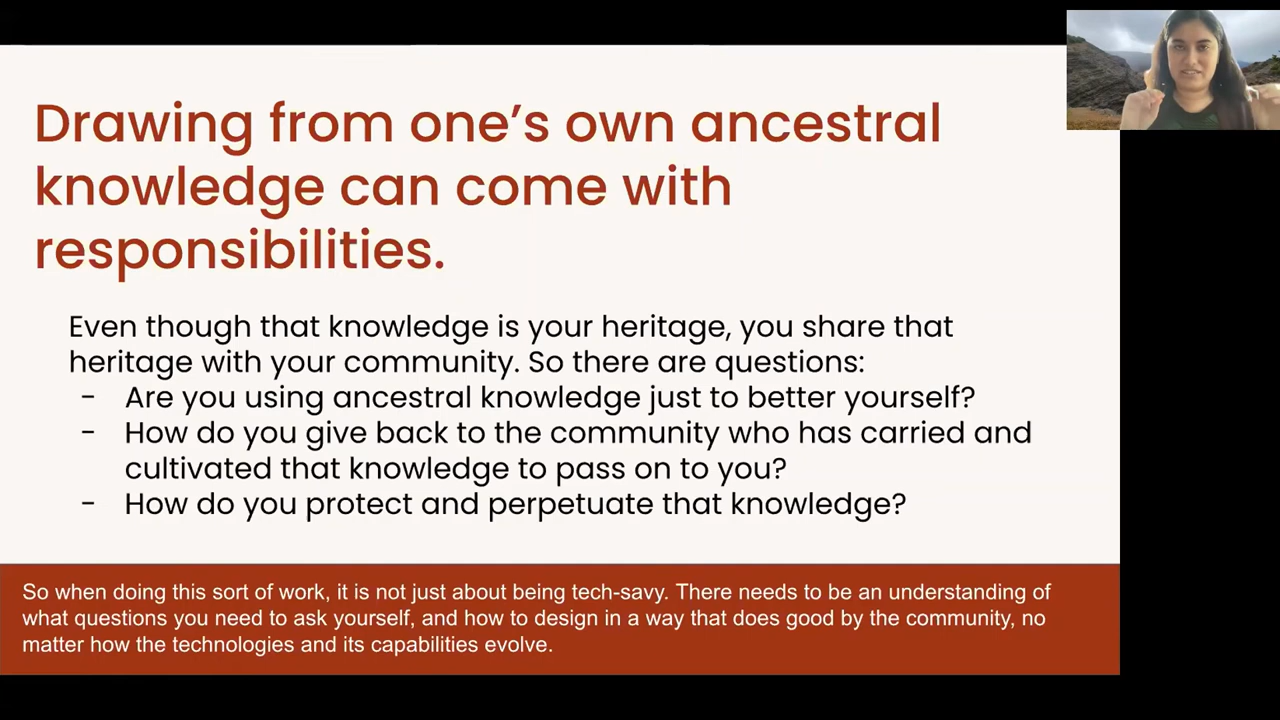 Drawing from one’s own ancestral
knowledge can come with
responsibilities.
Even though that knowledge is your heritage, you share that
heritage with your community. So there are questions:
- Are you using ancestral knowledge just to better yourself?
- How do you give back to the community who has carried and
cultivated that knowledge to pass on to you?
- How do you protect and perpetuate that knowledge?
So when doing this sort of work, it is not just about being tech-savy. There needs to be an understanding of
what questions you need to ask yourself, and how to design in a way that does good by the community, no
matter how the technologies and its capabilities evolve.